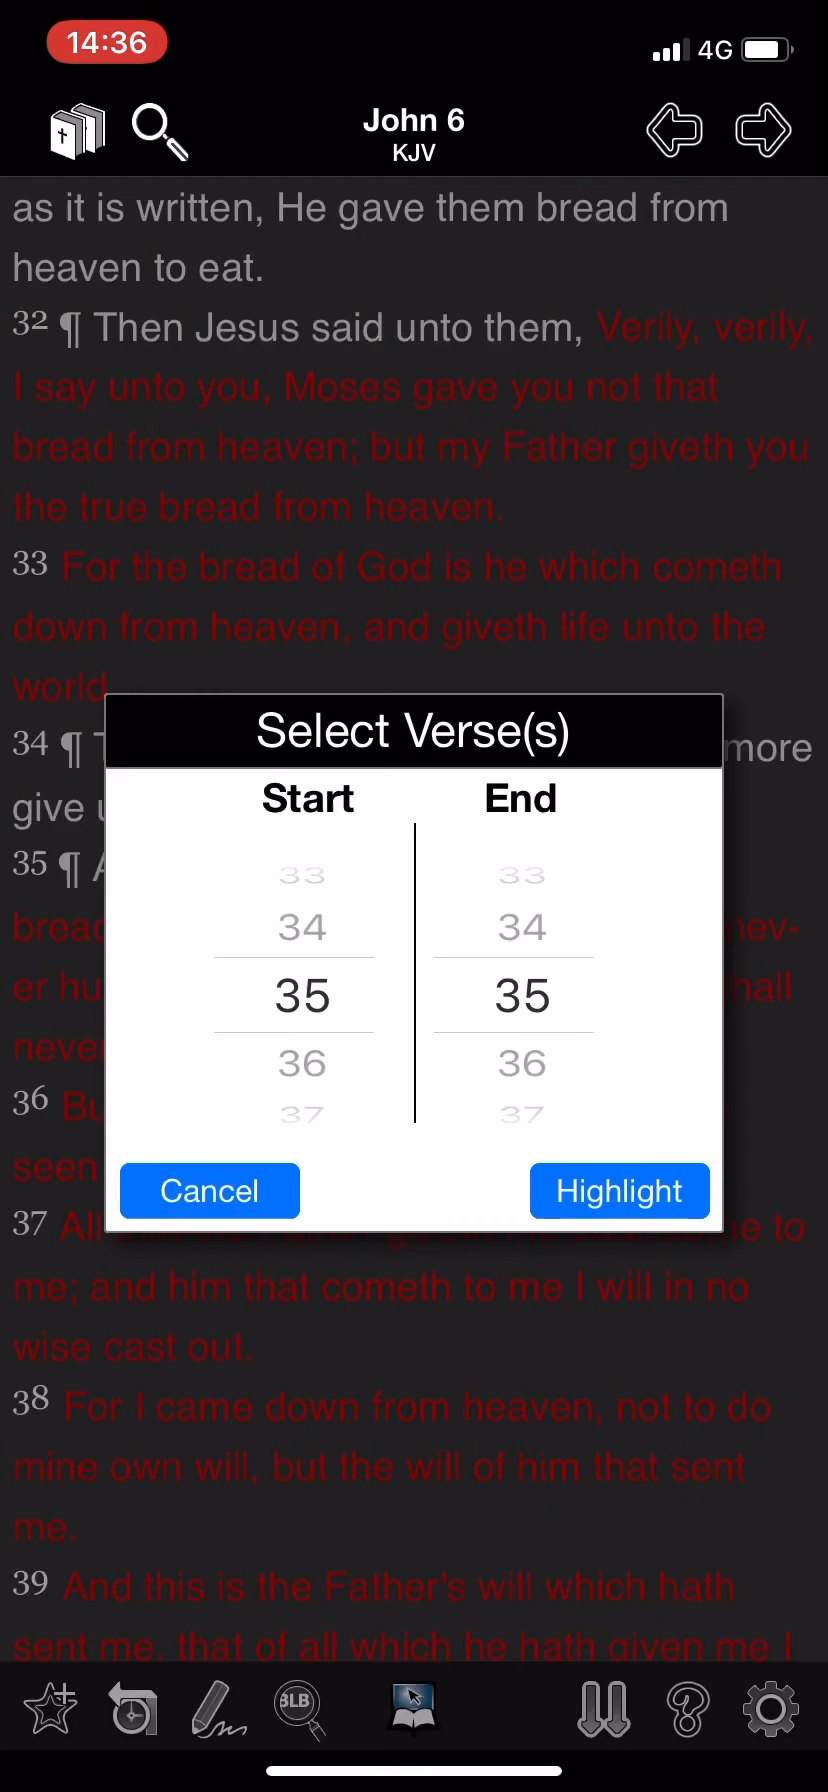 14:36
4G
John 6
KJV
as it is written, He gave them bread from
heaven to eat.
32 ¶ Then Jesus said unto them, Verily, verily,
I say unto you, Moses gave you not that
bread from heaven; but my Father giveth you
the true bread from heaven.
33 For the bread of God is he which cometh
down from heaven, and giveth life unto the
world
34 ¶ more
give
35 ¶
nev-
er hall
36
seen
37 to
me; and him that cometh to me I will in no
wise cast out.
38 For I came down from heaven, not to do
mine own will, but the will of him that sent
me.
39 And this is the Father's will which hath
sent me, that of all which he hath given me I
Select Verse(s)
Start End
33 33
34 34
35 35
36 36
37 37
Cancel Highlight
BLB